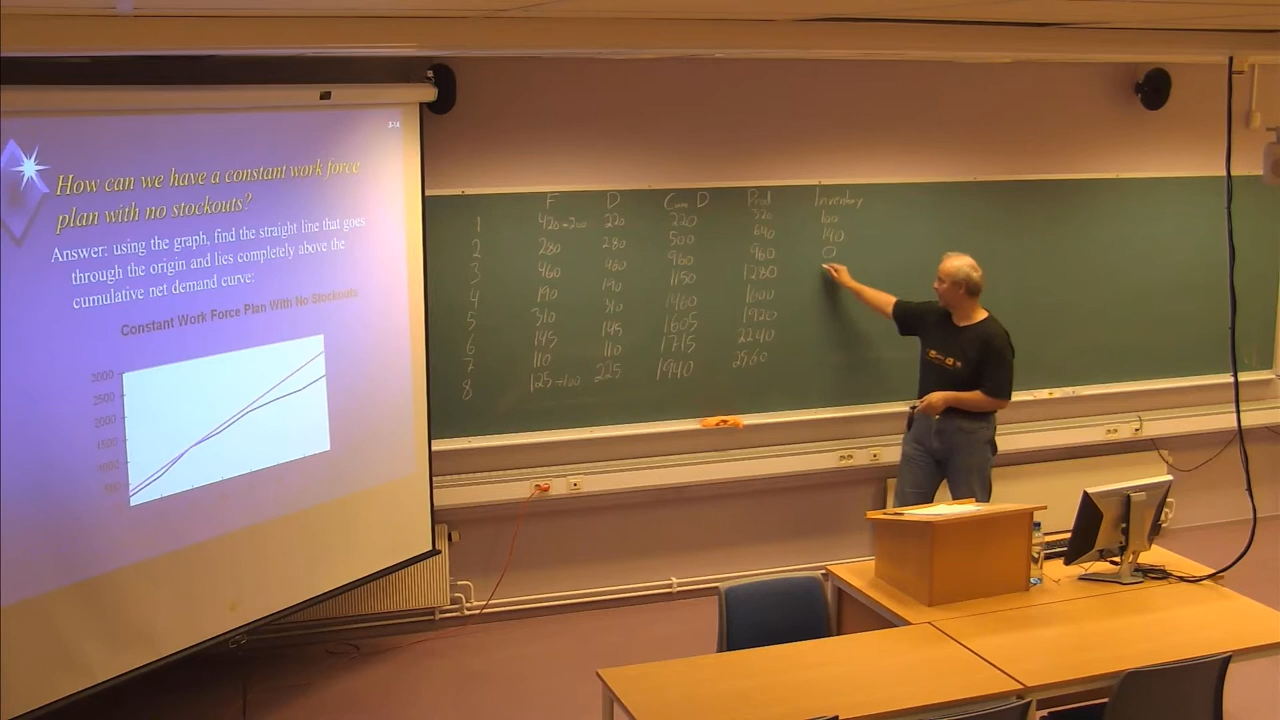 3-14
How can we have a constant work force
plan with no stockouts?
Answer: using the graph, find the straight line that goes
through the origin and lies completely above the
cumulative net demand curve:
Constant Work Force Plan With No Stockouts
3000
2500
2000
1500
1000
500
F D Cum D Prod Inventory
1 420-200 220 220 320 100
2 280 280 500 640 140
3 460 460 960 960 0
4 190 190 1150 1280
5 310 310 1460 1600
6 145 145 1605 1920
7 110 110 1715 2240
8 125+100 225 1940 2560